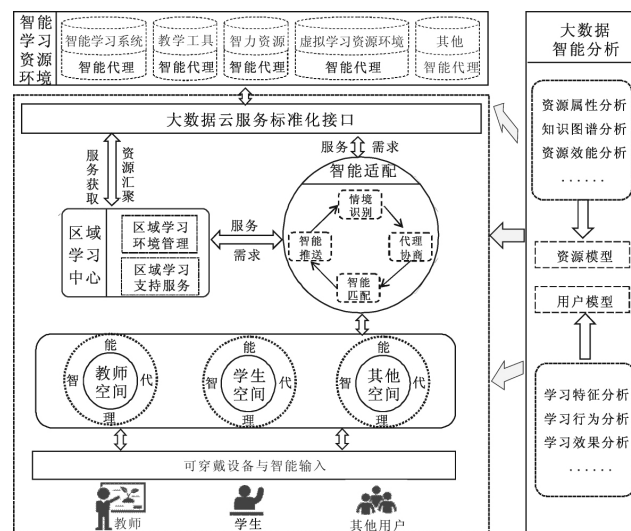 智能
学习
资源
环境
智能学习系统
智能代理
教学工具
智能代理
智力资源
智能代理
虚拟学习资源环境
智能代理
其他
智能代理
大数据云服务标准化接口
服务获取
资源汇聚
服务 需求
智能适配
情境
识别
代理
协商
智能
匹配
智能
推送
区域
学习
中心
区域学习
环境管理
区域学习
支持服务
服务
需求
智能代理
教师
空间
智能代理
学生
空间
智能代理
其他
空间
可穿戴设备与智能输入
教师
学生
其他用户
大数据
智能分析
资源属性分析
知识图谱分析
资源效能分析
······
资源模型
用户模型
学习特征分析
学习行为分析
学习效果分析
······